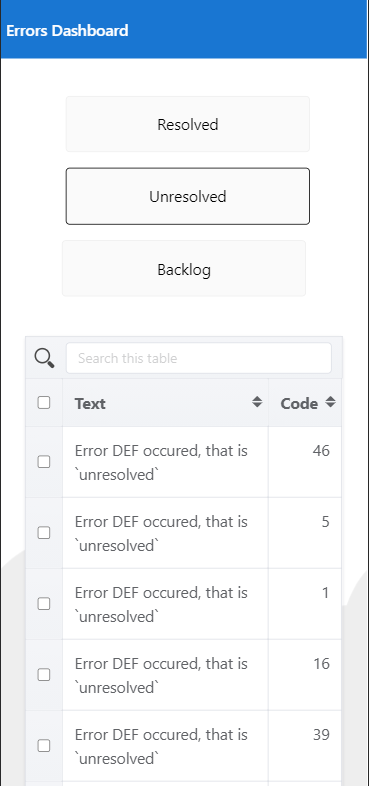 Errors Dashboard
Resolved
Unresolved
Backlog
Search this table
Text Code
Error DEF occured, that is 46
`unresolved`
Error DEF occured, that is 5
`unresolved`
Error DEF occured, that is 1
`unresolved`
Error DEF occured, that is 16
`unresolved`
Error DEF occured, that is 39
`unresolved`